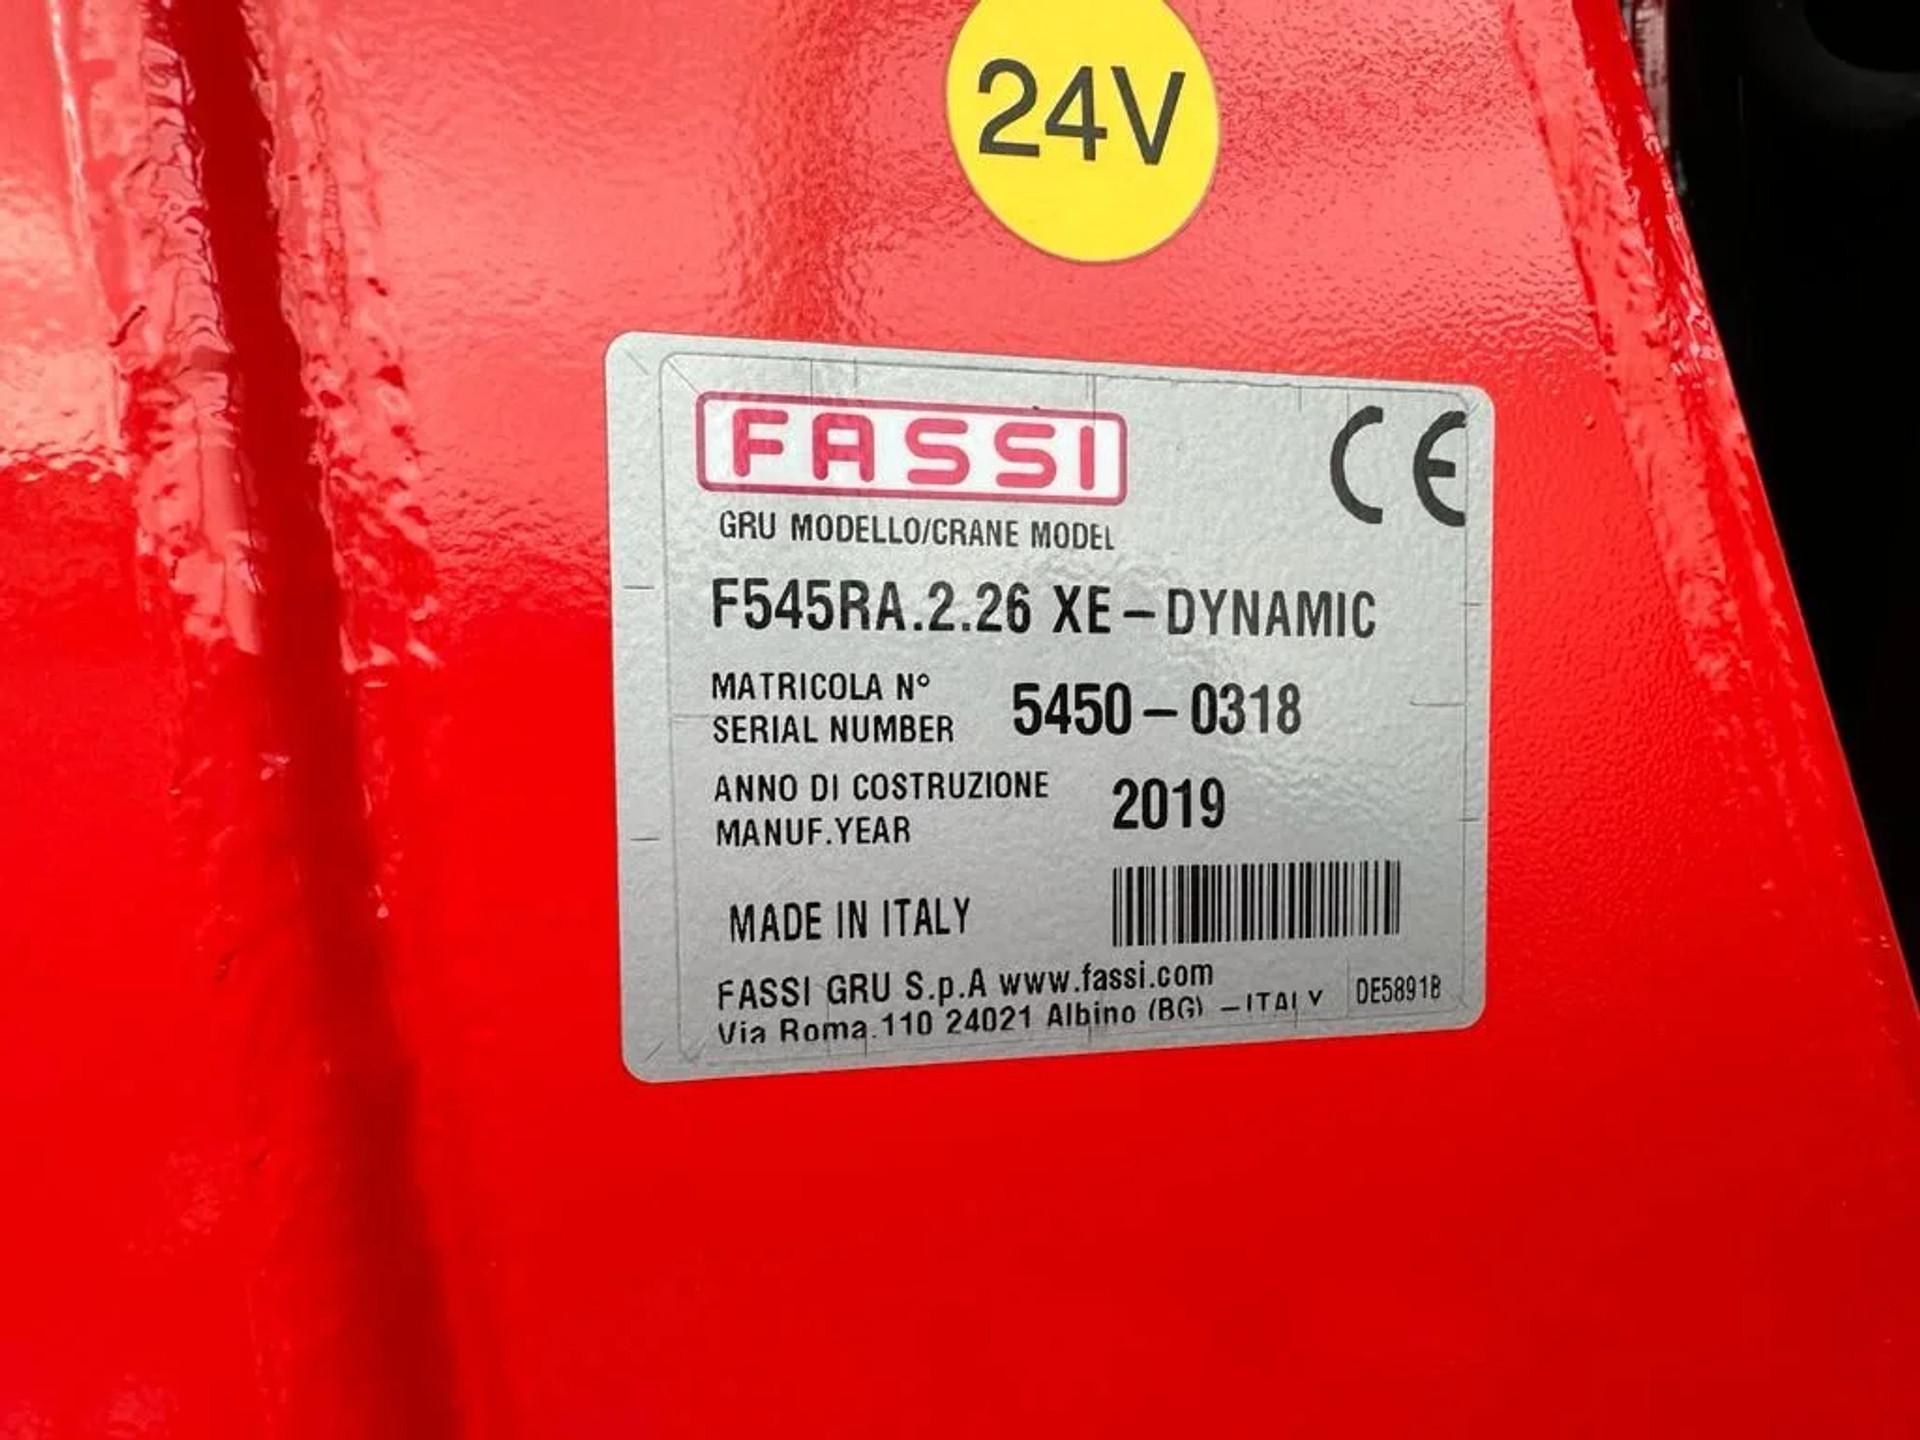 24V
FASSI
CE
GRU MODELLO/CRANE MODEL
F545RA.2.26 XE-DYNAMIC
MATRICOLA N°
SERIAL NUMBER 5450-0318
ANNO DI COSTRUZIONE
MANUF.YEAR 2019
MADE IN ITALY
FASSI GRU S.p.A www.fassi.com
Via Roma.110 24021 Albino (BG) -ITALY DE5891B